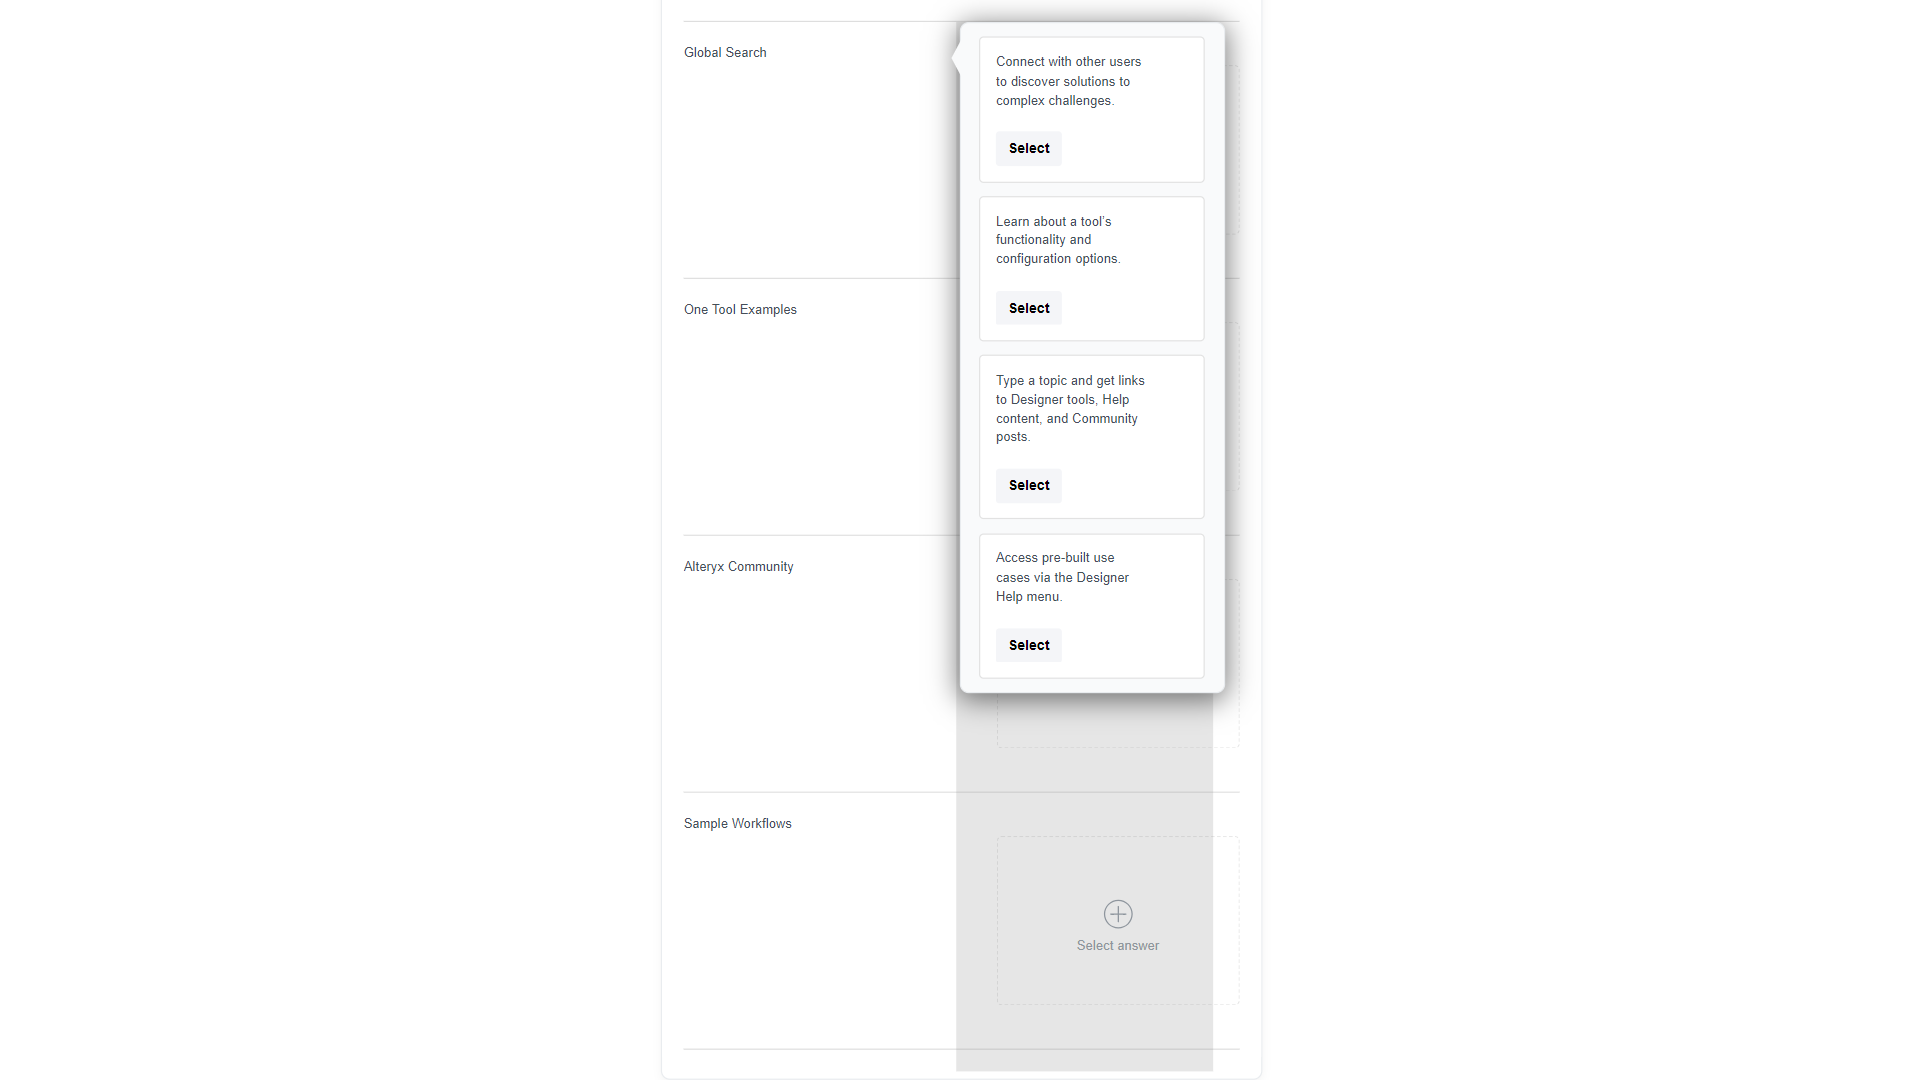 Global Search
Connect with other users
to discover solutions to
complex challenges.
Select
Learn about a tool's
functionality and
configuration options.
Select
One Tool Examples
Type a topic and get links
to Designer tools, Help
content, and Community
posts.
Select
Alteryx Community
Access pre-built use
cases via the Designer
Help menu.
Select
Sample Workflows
Select answer